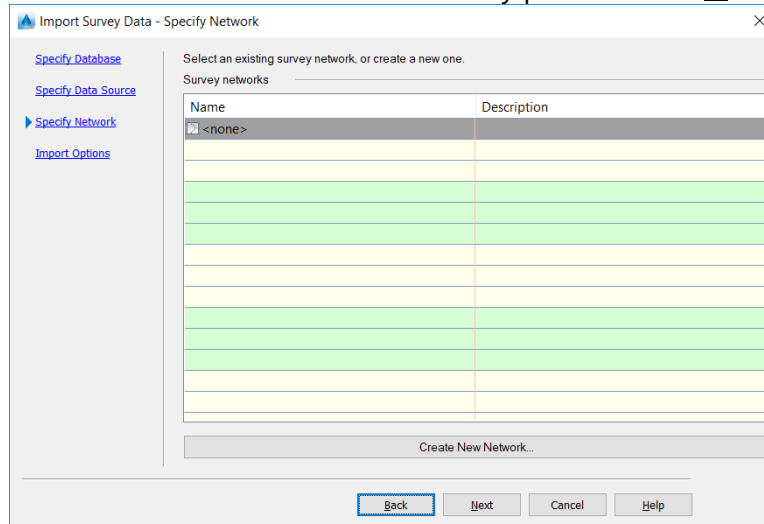 Import Survey Data - Specify Network
Specify Database
Specify Data Source
Specify Network
Import Options
Select an existing survey network, or create a new one.
Survey networks
Name Description
<none>
Create New Network...
Back Next Cancel Help